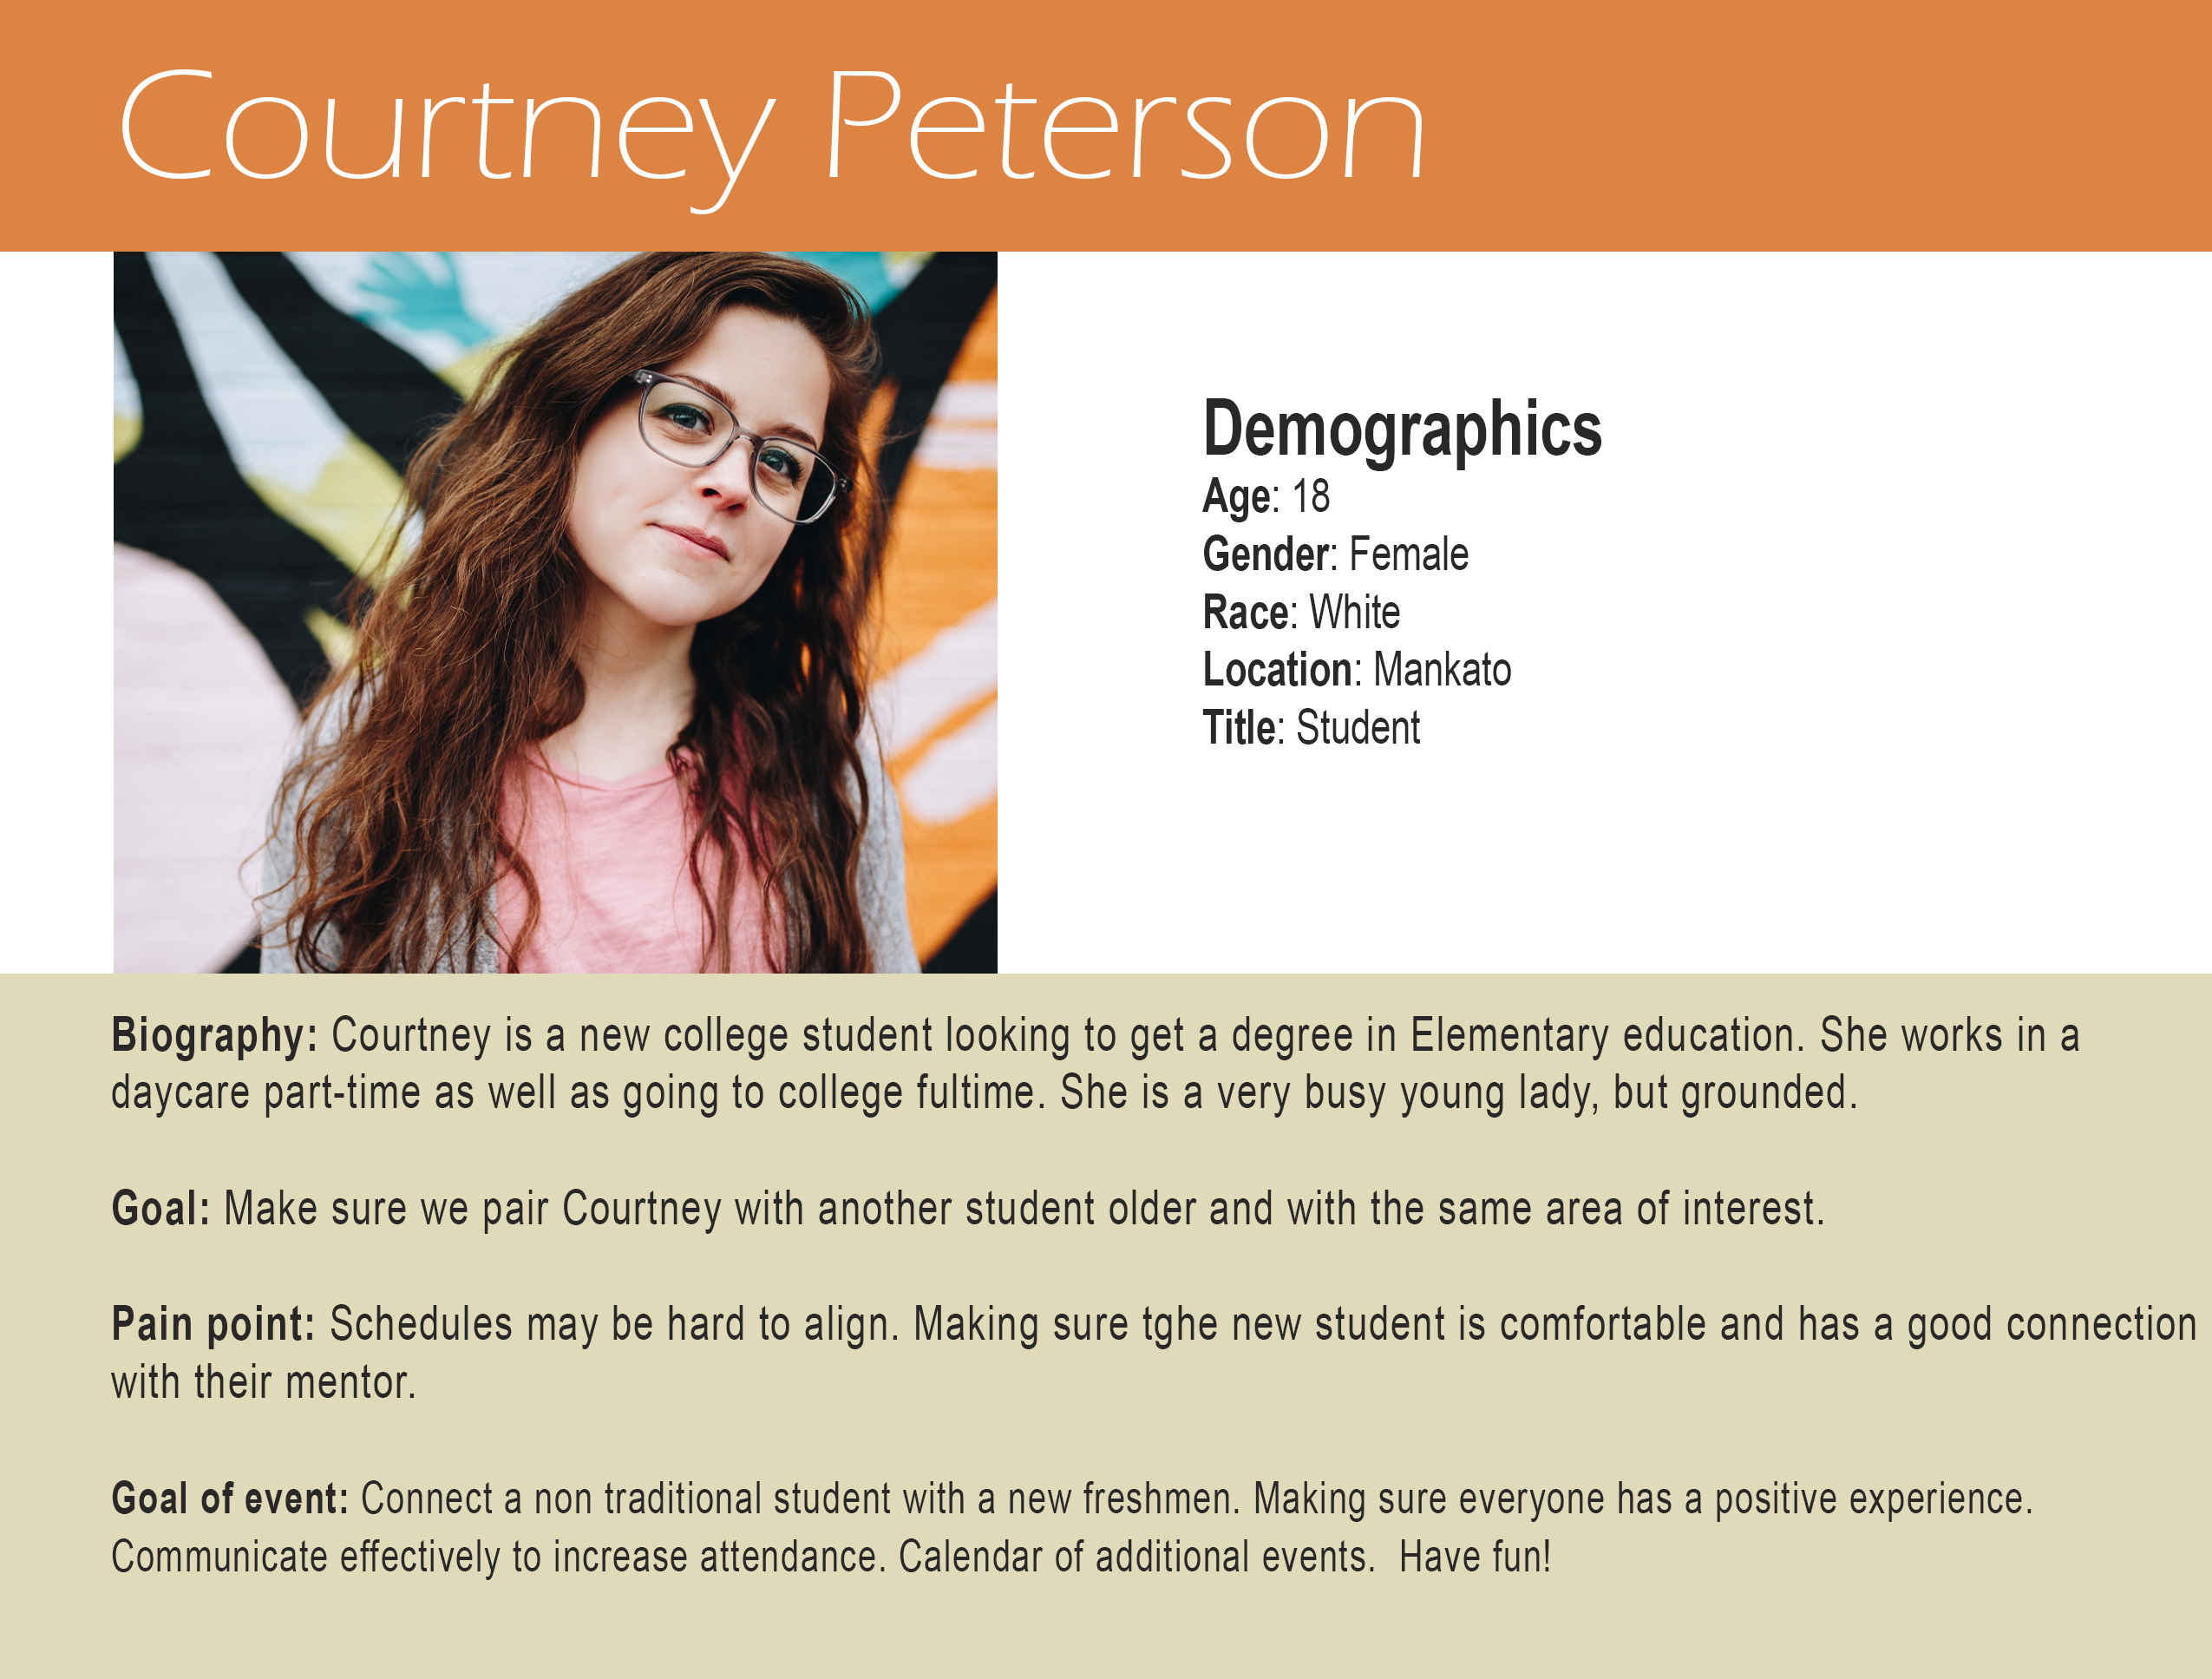 Courtney Peterson
Demographics
Age: 18
Gender: Female
Race: White
Location: Mankato
Title: Student
Biography: Courtney is a new college student looking to get a degree in Elementary education. She works in a
daycare part-time as well as going to college fultime. She is a very busy young lady, but grounded.
Goal: Make sure we pair Courtney with another student older and with the same area of interest.
Pain point: Schedules may be hard to align. Making sure tghe new student is comfortable and has a good connection
with their mentor.
Goal of event: Connect a non traditional student with a new freshmen. Making sure everyone has a positive experience.
Communicate effectively to increase attendance. Calendar of additional events.  Have fun!